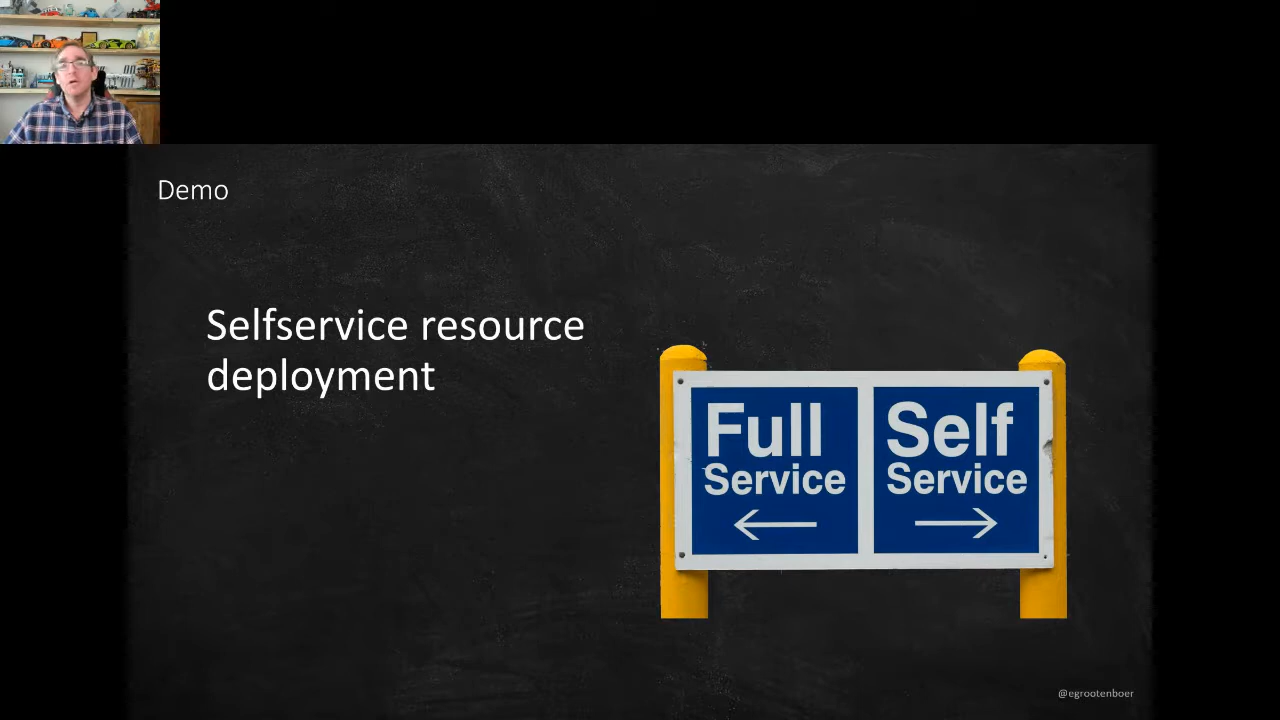 Demo
Selfservice resource
deployment
Full
Service
Self
Service
@egrootenboer